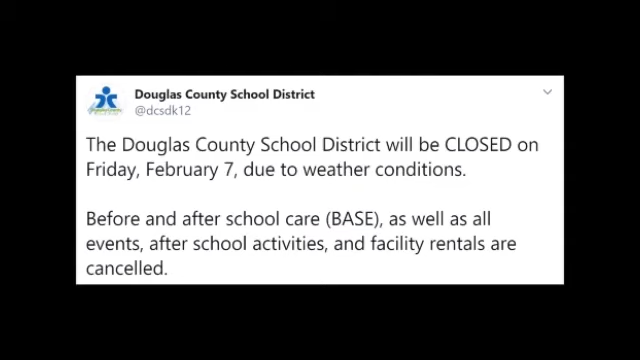 Douglas County School District
@dcsdk12
The Douglas County School District will be CLOSED on
Friday, February 7, due to weather conditions.
Before and after school care (BASE), as well as all
events, after school activities, and facility rentals are
cancelled.